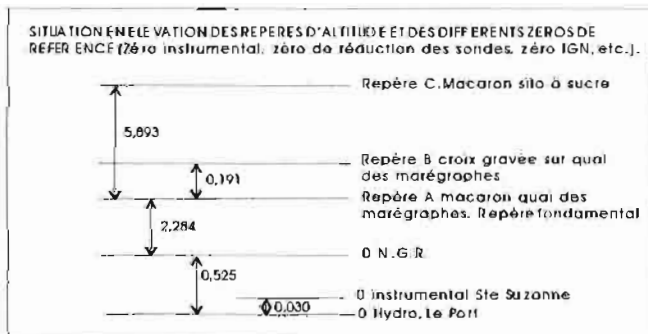 SITUATION EN ELEVATION DES REPERES D'ALTITUDE ET DES DIFFERENTS ZEROS DE
REFERENCE (Zéro instrumental, zéro de réduction des sondes, zéro IGN, etc.).
Repère C.Macaron silo à sucre
5,893
Repère B croix gravée sur quai
des marégraphes
0,191
Repère A macaron quai des
marégraphes. Repère fondamental
2,284
0 N.G.R
0,525
0 instrumental Ste Suzanne
0,030
0 Hydro, Le Port